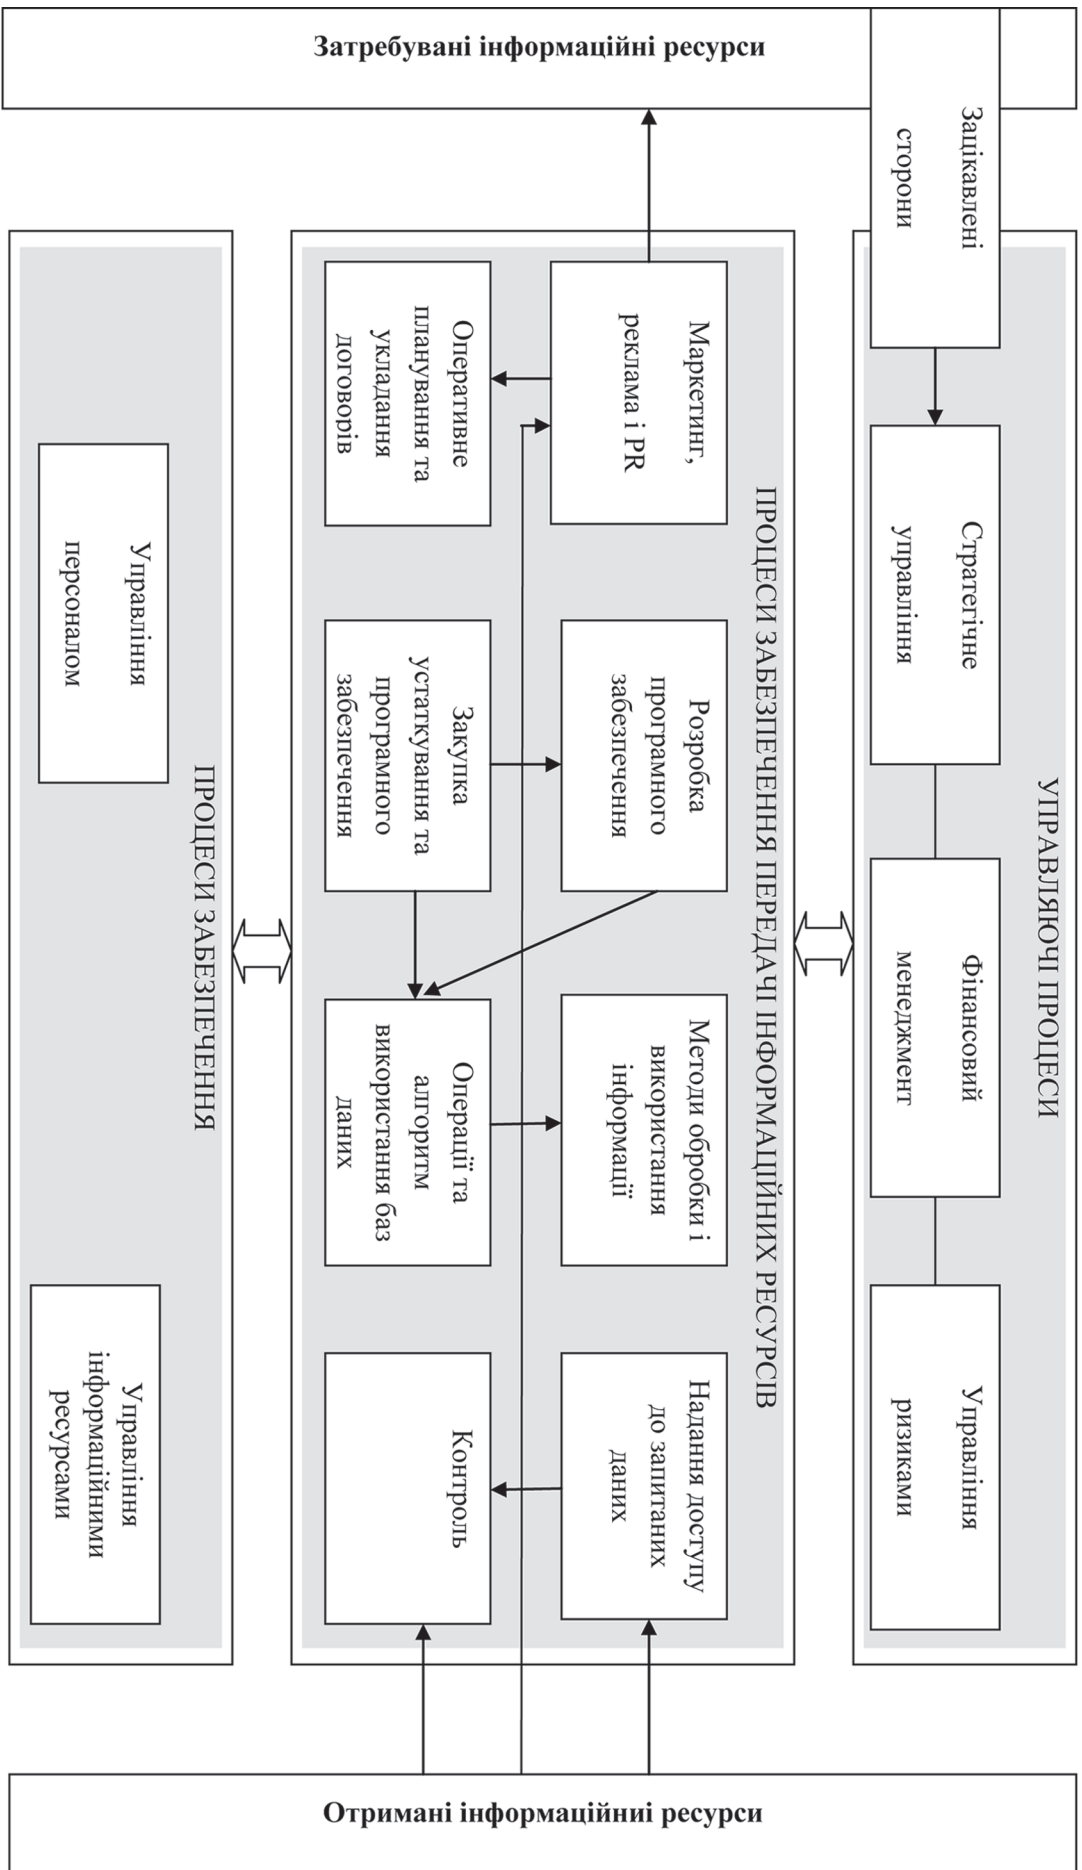 Затребувані інформаційні ресурси
Зацікавлені
сторони
УПРАВЛЯЮЧІ ПРОЦЕСИ
Стратегічне
управління
Фінансовий
менеджмент
Управління
ризиками
ПРОЦЕСИ ЗАБЕЗПЕЧЕННЯ ПЕРЕДАЧІ ІНФОРМАЦІЙНИХ РЕСУРСІВ
Маркетинг,
реклама і PR
Розробка
програмного
забезпечення
Методи обробки і
використання
інформації
Надання доступу
до запитаних
даних
Оперативне
планування та
укладання
договорів
Закупка
устаткування та
програмного
забезпечення
Операції та
алгоритм
використання баз
даних
Контроль
ПРОЦЕСИ ЗАБЕЗПЕЧЕННЯ
Управління
персоналом
Управління
інформаційними
ресурсами
Отримані інформаційниі ресурси